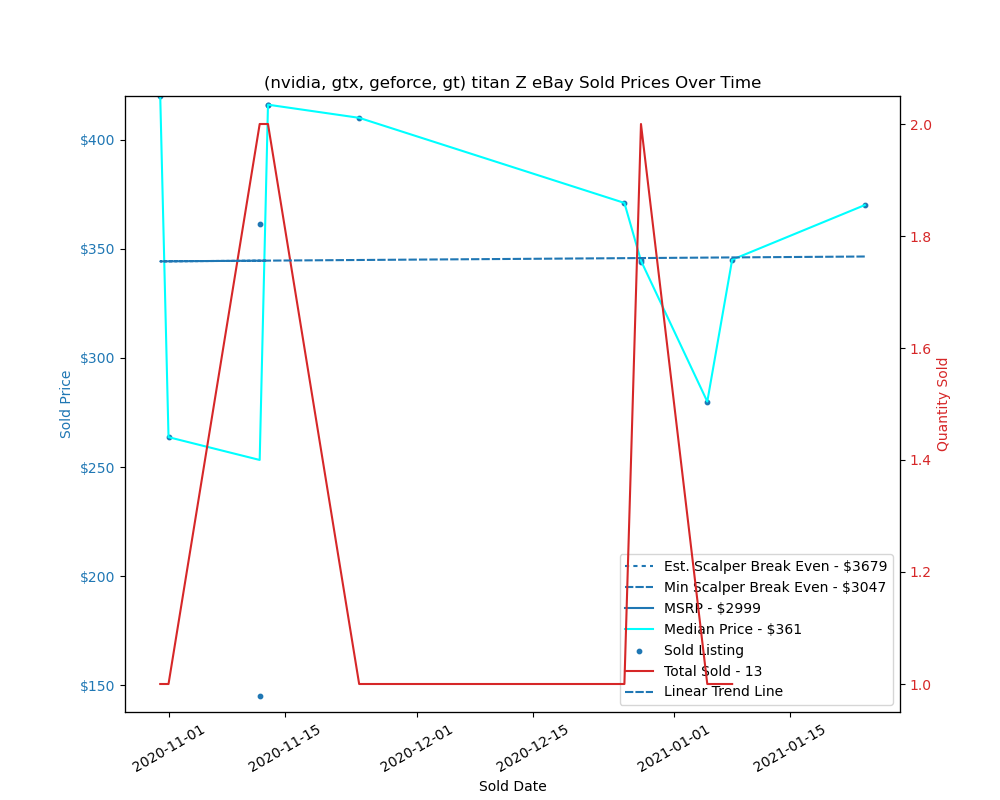 (nvidia, gtx, geforce, gt) titan Z eBay Sold Prices Over Time
$400
$350
$300
$250
$200
$150
Sold Price
2.0
1.8
1.6
1.4
1.2
1.0
Quantity Sold
Est. Scalper Break Even - $3679
Min Scalper Break Even - $3047
MSRP - $2999
Median Price - $361
Sold Listing
Total Sold - 13
Linear Trend Line
2020-11-01
2020-11-15
2020-12-01
2020-12-15
2021-01-01
2021-01-15
Sold Date